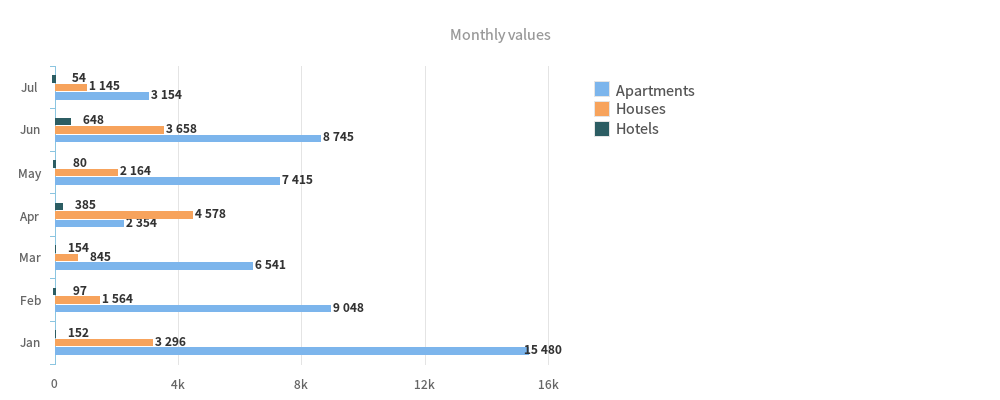 Monthly values
Jul
54
1 145
3 154
Jun
648
3 658
8 745
May
80
2 164
7 415
Apr
385
4 578
2 354
Mar
154
845
6 541
Feb
97
1 564
9 048
Jan
152
3 296
15 480
0 4k 8k 12k 16k
Apartments
Houses
Hotels